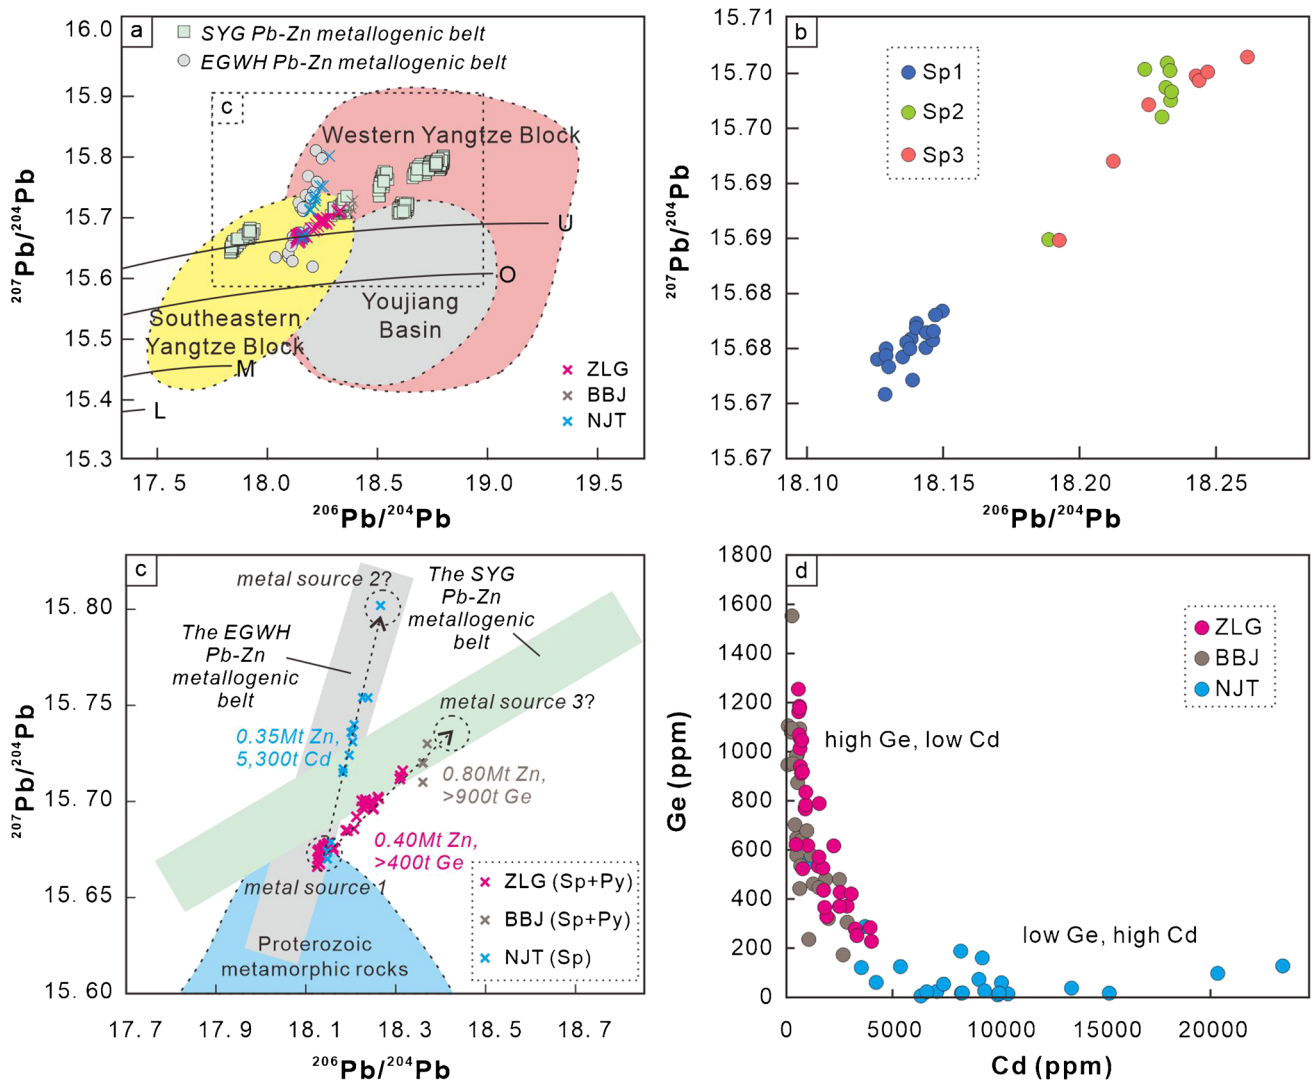 a
SYG Pb-Zn metallogenic belt
EGWH Pb-Zn metallogenic belt
c
Western Yangtze Block
U
O
Youjiang
Basin
Southeastern
Yangtze Block
M
L
ZLG
BBJ
NJT
16.0
15.9
15.8
15.7
15.6
15.5
15.4
15.3
17.5 18.0 18.5 19.0 19.5
²⁰⁷Pb/²⁰⁴Pb
²⁰⁶Pb/²⁰⁴Pb
b
Sp1
Sp2
Sp3
15.71
15.70
15.70
15.69
15.69
15.68
15.68
15.67
15.67
18.10 18.15 18.20 18.25
²⁰⁷Pb/²⁰⁴Pb
²⁰⁶Pb/²⁰⁴Pb
c
metal source 2?
The SYG
Pb-Zn
metallogenic
belt
The EGWH
Pb-Zn
metallogenic
belt
metal source 3?
0.35Mt Zn,
5,300t Cd
0.80Mt Zn,
>900t Ge
0.40Mt Zn,
>400t Ge
metal source 1
Proterozoic
metamorphic rocks
ZLG (Sp+Py)
BBJ (Sp+Py)
NJT (Sp)
15.80
15.75
15.70
15.65
15.60
17.7 17.9 18.1 18.3 18.5 18.7
²⁰⁷Pb/²⁰⁴Pb
²⁰⁶Pb/²⁰⁴Pb
d
ZLG
BBJ
NJT
high Ge, low Cd
low Ge, high Cd
1800
1600
1400
1200
1000
800
600
400
200
0
0 5000 10000 15000 20000
Ge (ppm)
Cd (ppm)